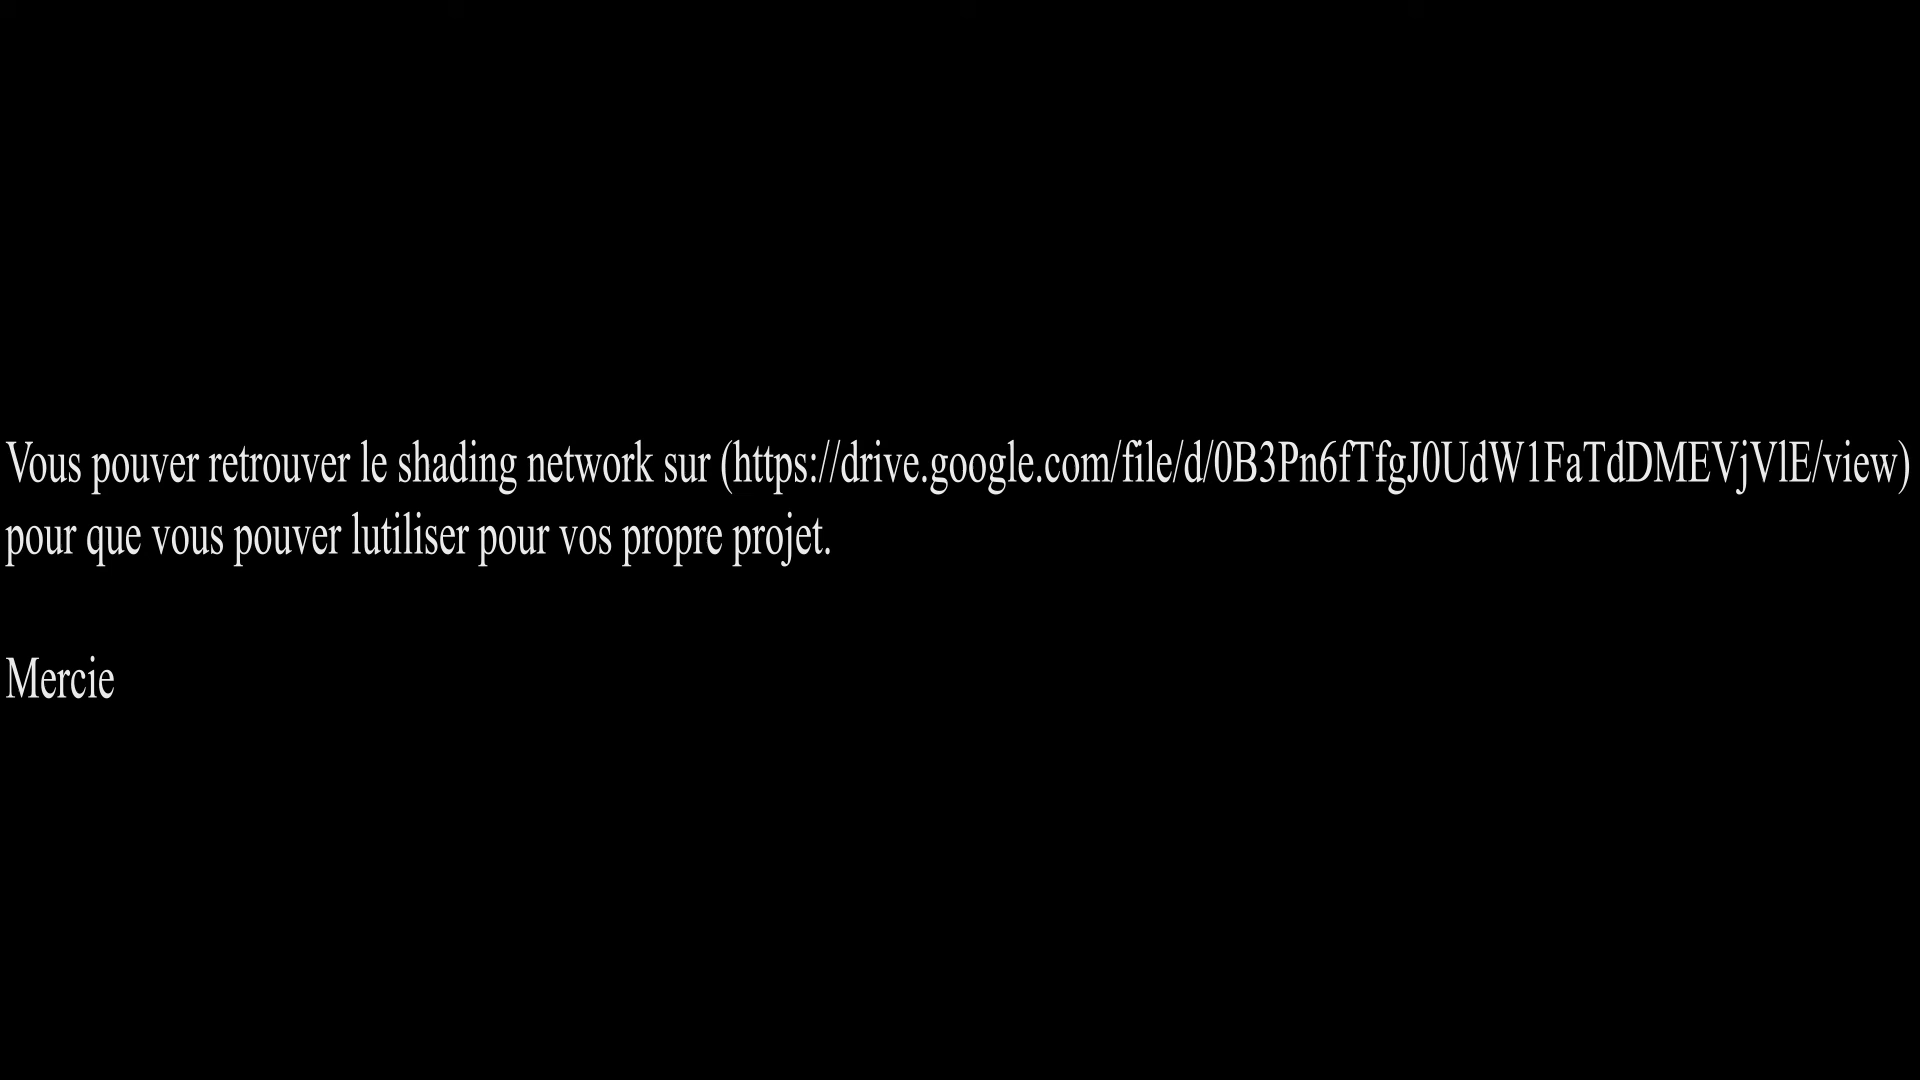 Vous pouver retrouver le shading network sur (https://drive.google.com/file/d/0B3Pn6fTfgJ0UdW1FaTdDMEVjVlE/view)
pour que vous pouver lutiliser pour vos propre projet.
Mercie